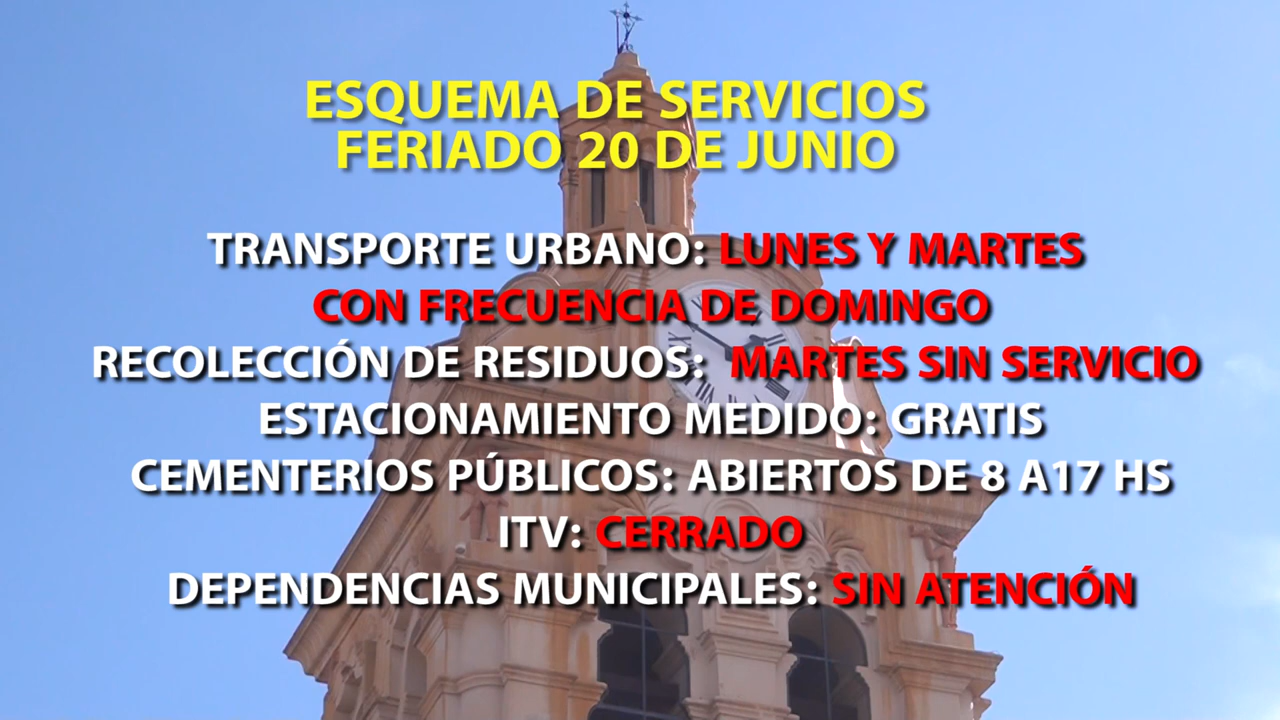 ESQUEMA DE SERVICIOS
FERIADO 20 DE JUNIO
TRANSPORTE URBANO: LUNES Y MARTES
CON FRECUENCIA DE DOMINGO
RECOLECCIÓN DE RESIDUOS: MARTES SIN SERVICIO
ESTACIONAMIENTO MEDIDO: GRATIS
CEMENTERIOS PÚBLICOS: ABIERTOS DE 8 A17 HS
ITV: CERRADO
DEPENDENCIAS MUNICIPALES: SIN ATENCIÓN